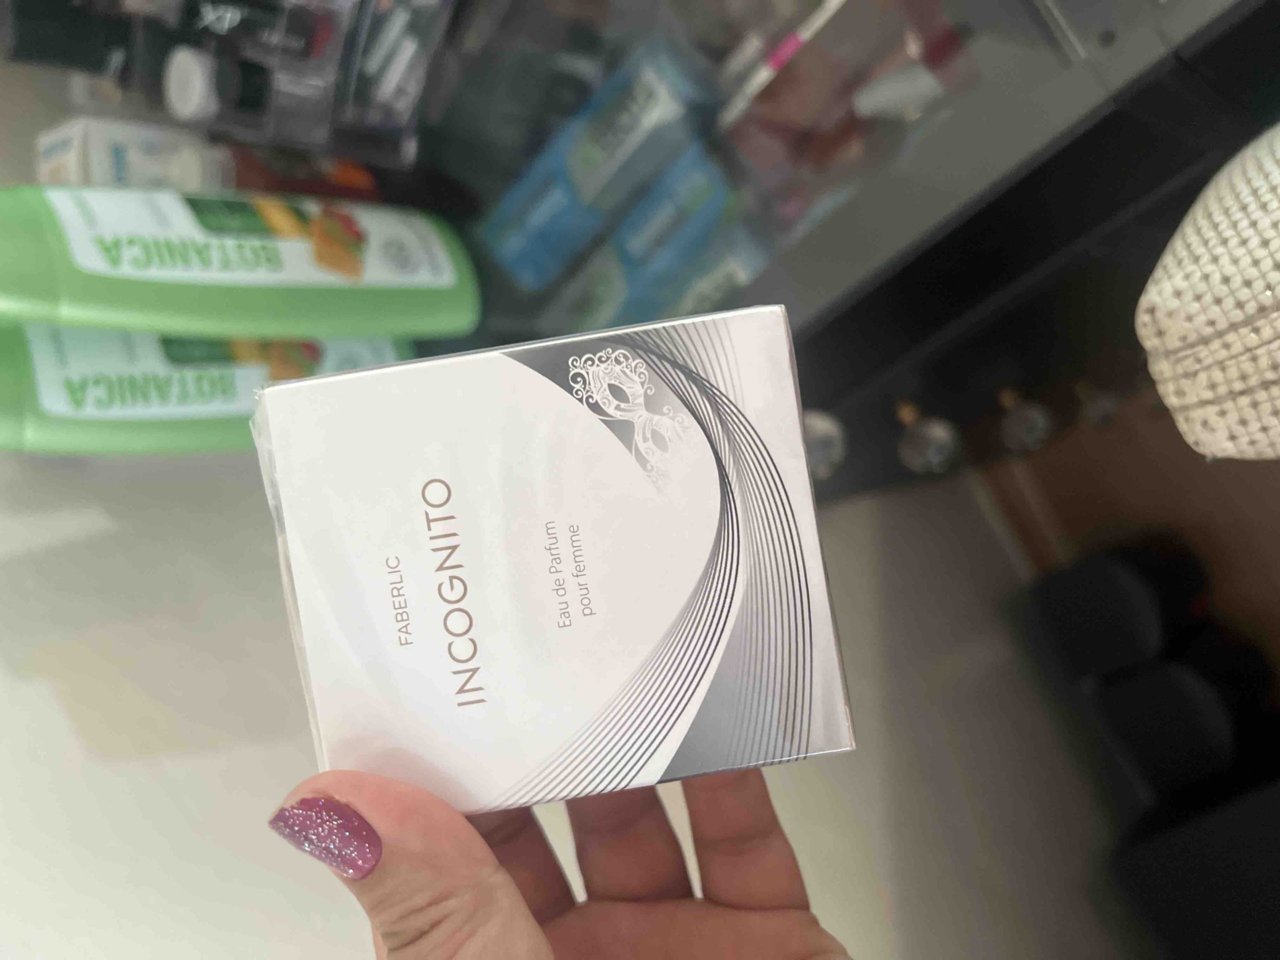 FABERLIC
INCOGNITO
Eau de Parfum
pour femme
BOTANICA
BOTANICA